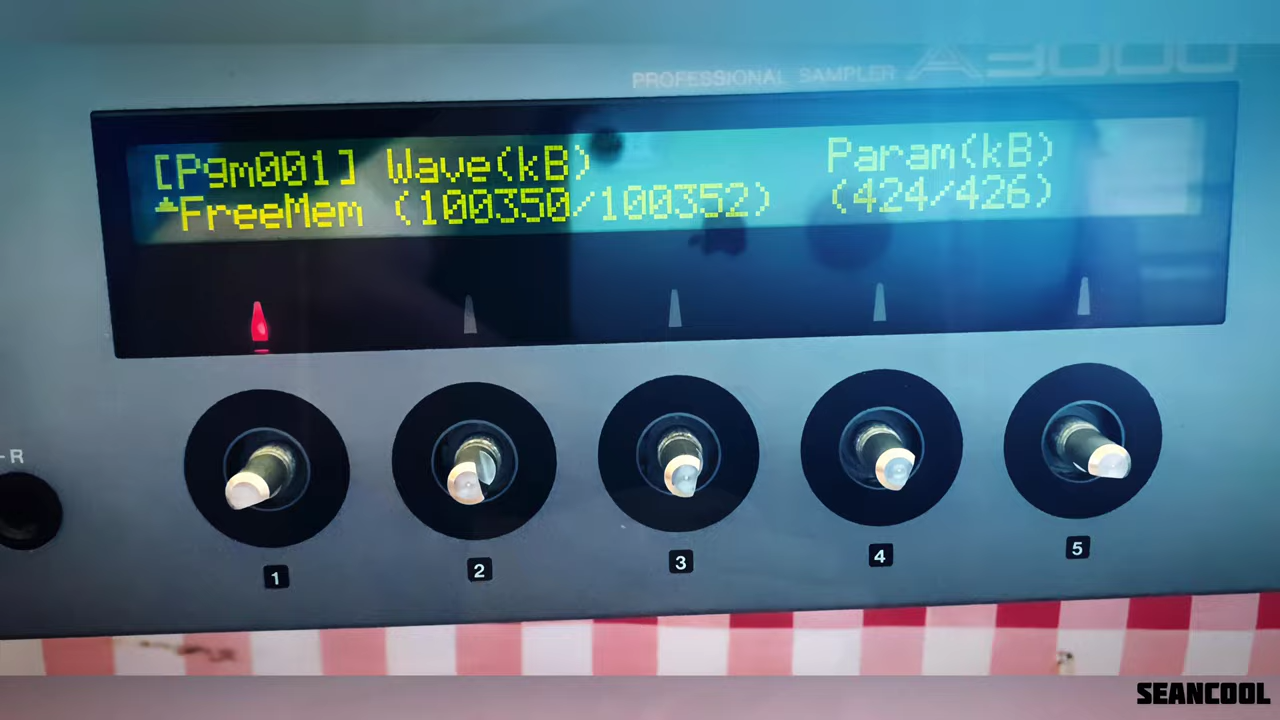 PROFESSIONAL SAMPLER A3000
[Pgm001] Wave(kB) Param(kB)
FreeMem (100350/100352) (424/426)
-R
1 2 3 4 5
SEANCOOL